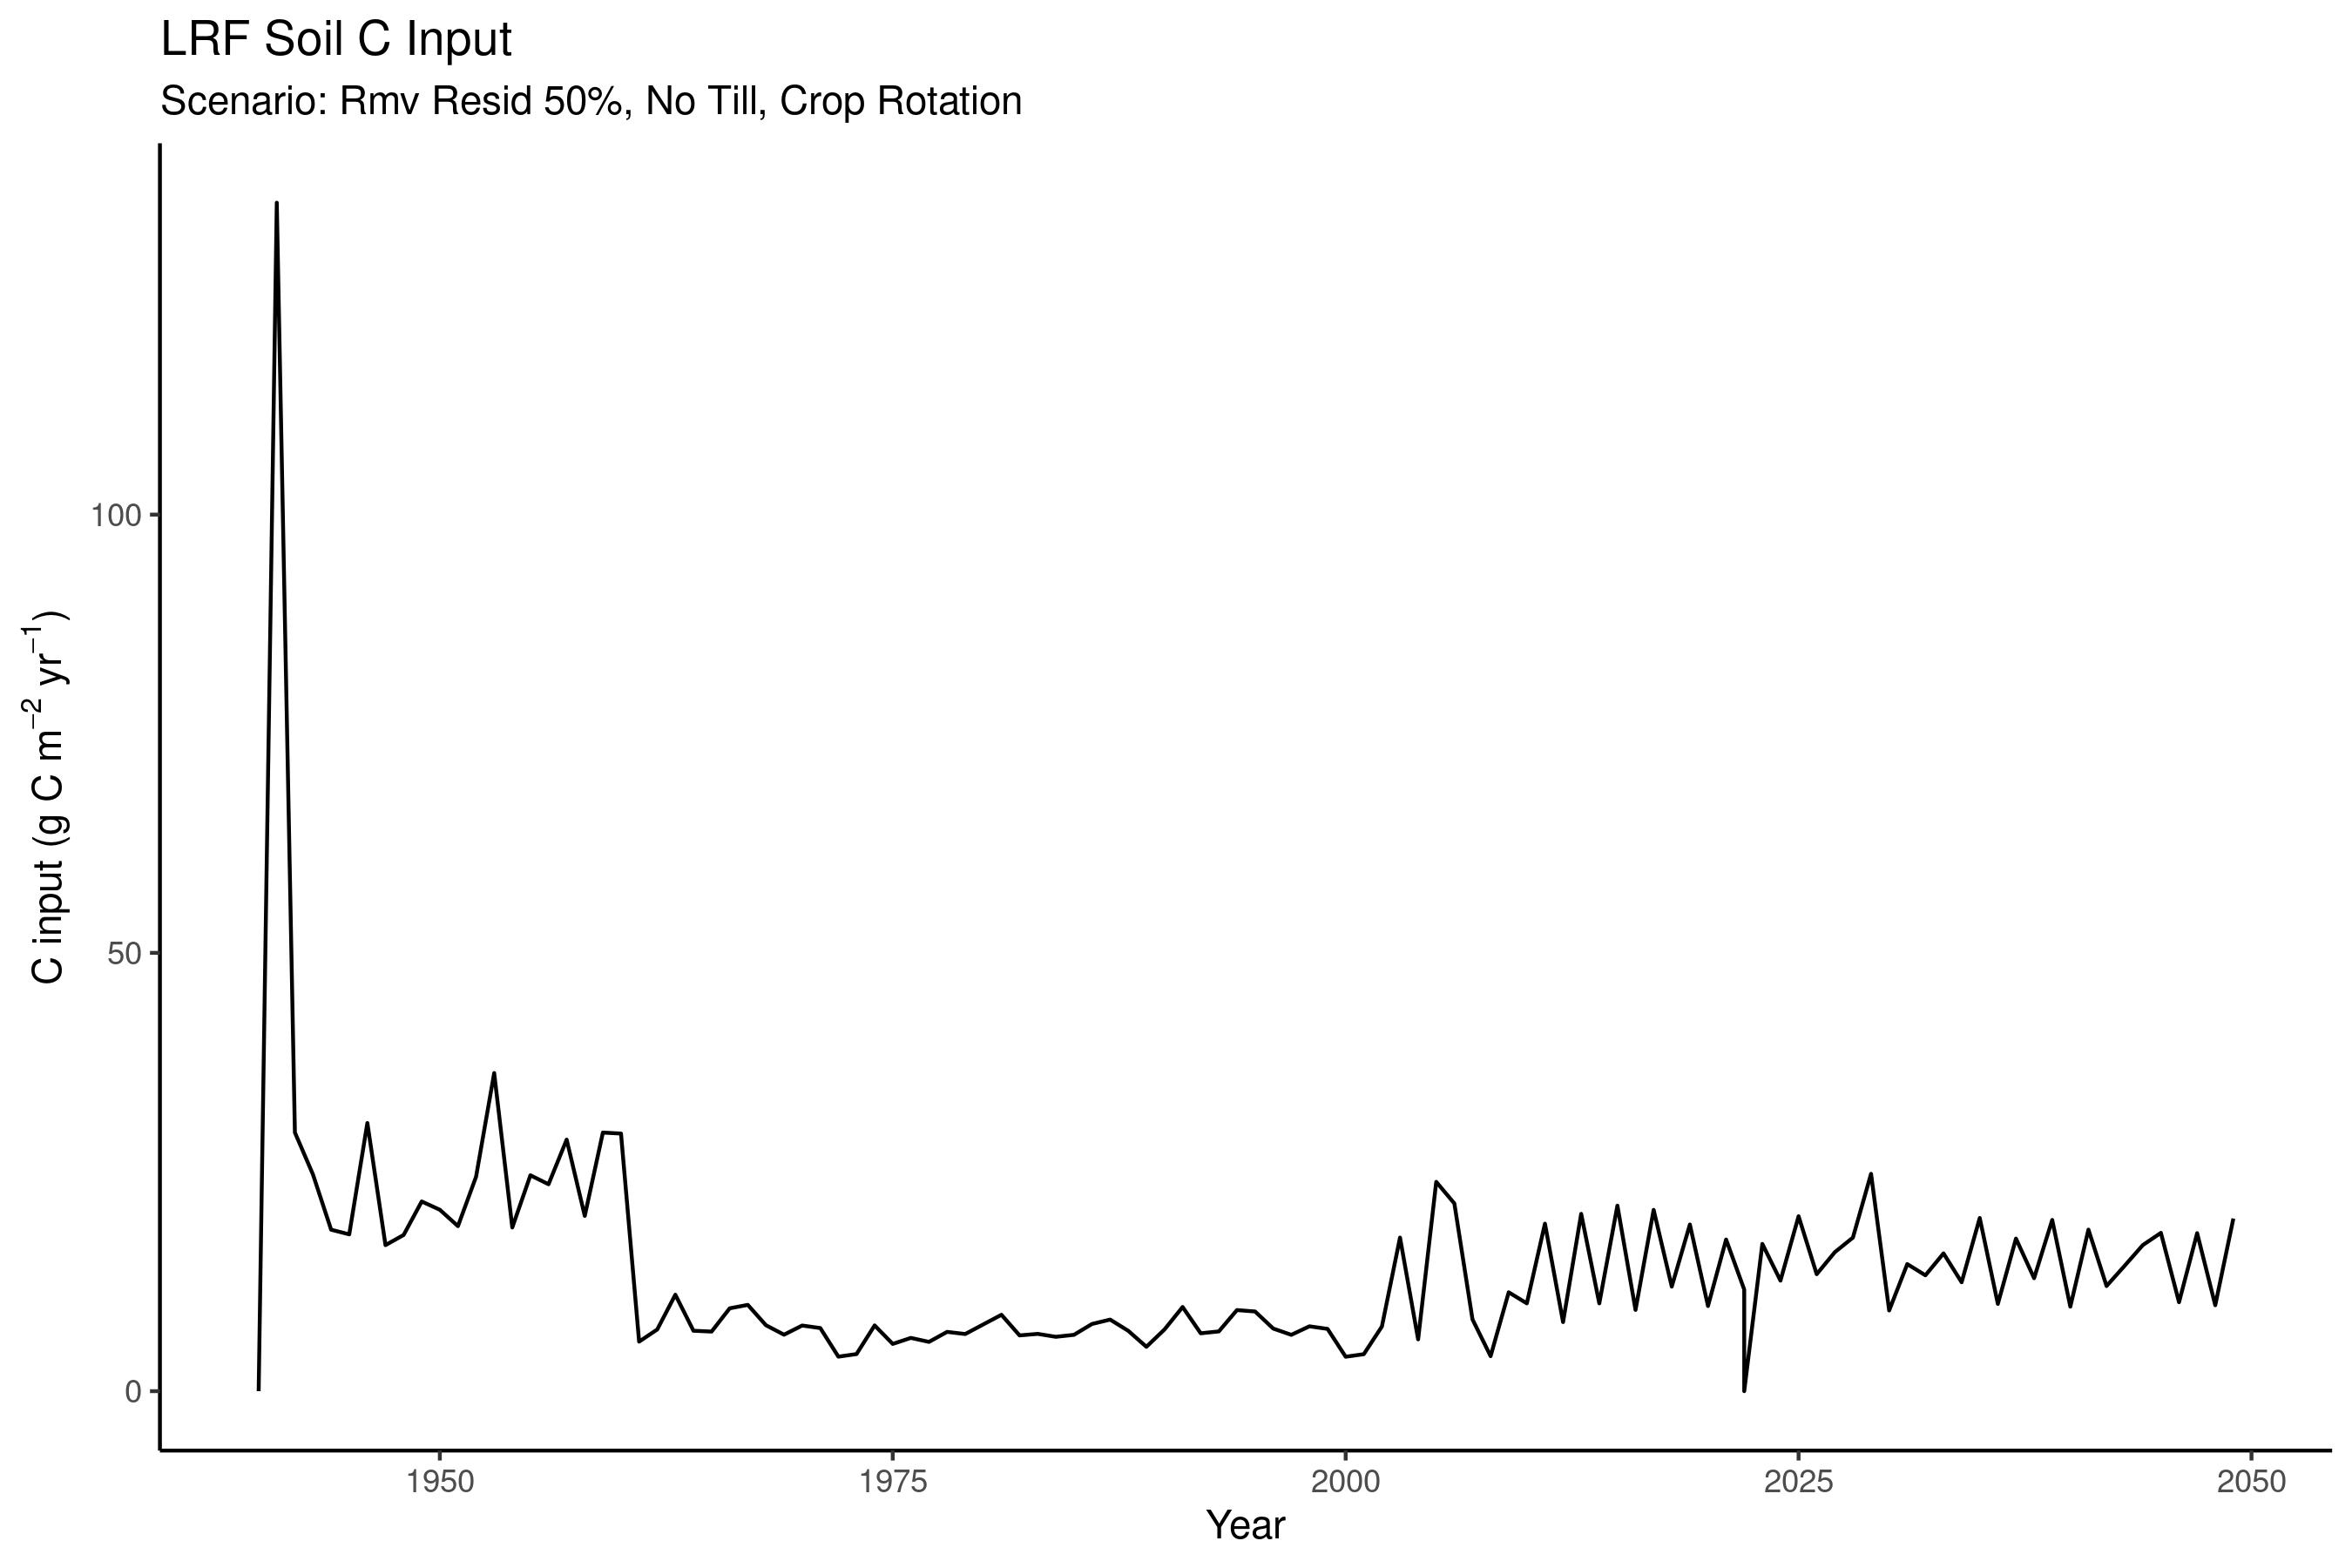 LRF Soil C Input
Scenario: Rmv Resid 50%, No Till, Crop Rotation
C input (g C m⁻² yr⁻¹)
100
50
0
1950 1975 2000 2025 2050
Year